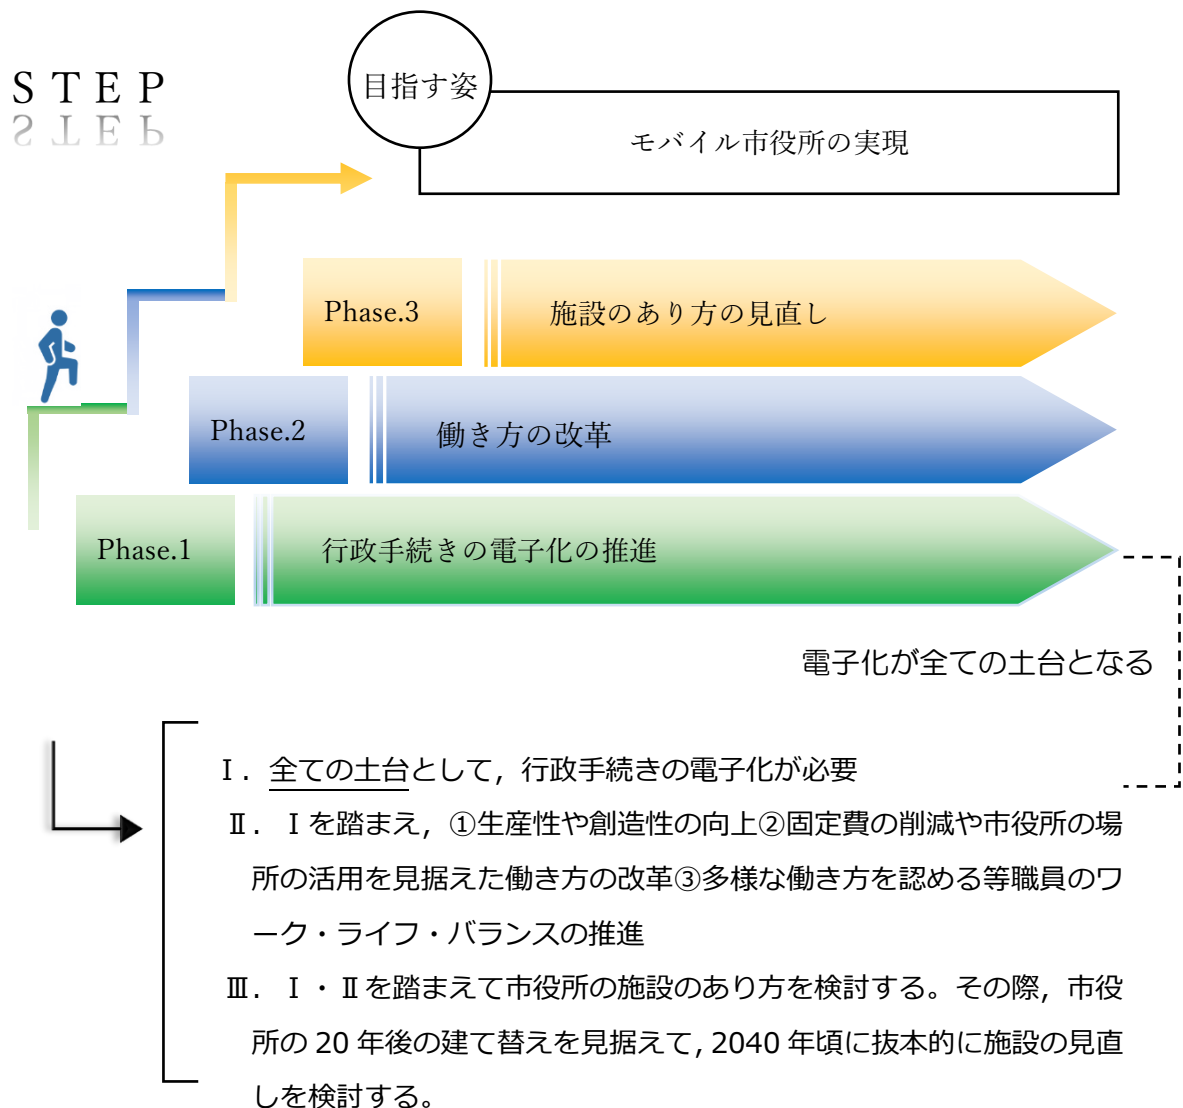 STEP
目指す姿
モバイル市役所の実現
Phase.3
施設のあり方の見直し
Phase.2
働き方の改革
Phase.1
行政手続きの電子化の推進
電子化が全ての土台となる
Ⅰ．全ての土台として，行政手続きの電子化が必要
Ⅱ．Ⅰを踏まえ，①生産性や創造性の向上②固定費の削減や市役所の場
所の活用を見据えた働き方の改革③多様な働き方を認める等職員のワ
ーク・ライフ・バランスの推進
Ⅲ．Ⅰ・Ⅱを踏まえて市役所の施設のあり方を検討する。その際，市役
所の 20 年後の建て替えを見据えて，2040 年頃に抜本的に施設の見直
しを検討する。